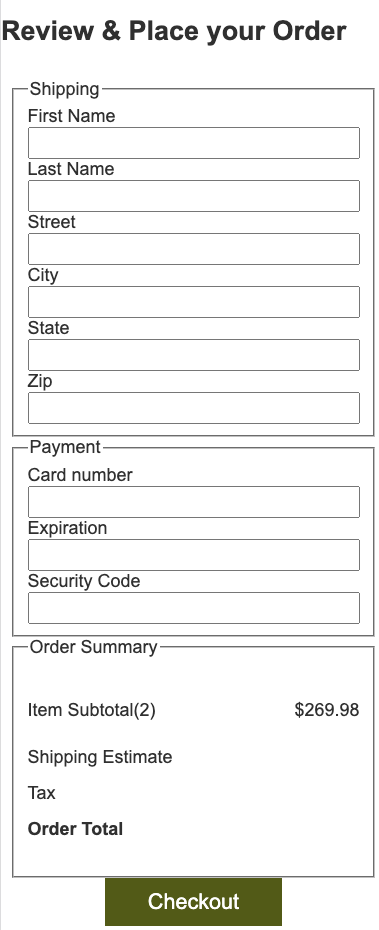 Review & Place your Order
Shipping
First Name
Last Name
Street
City
State
Zip
Payment
Card number
Expiration
Security Code
Order Summary
Item Subtotal(2) $269.98
Shipping Estimate
Tax
Order Total
Checkout